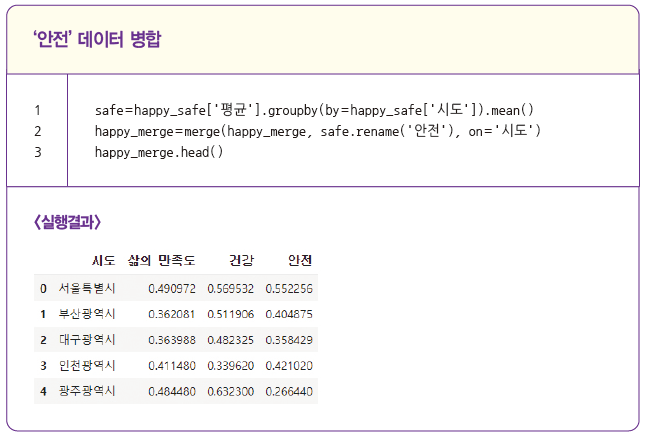 ‘안전’ 데이터 병합
1 safe=happy_safe['평균'].groupby(by=happy_safe['시도']).mean()
2 happy_merge=merge(happy_merge, safe.rename('안전'), on='시도')
3 happy_merge.head()
<실행결과>
시도 삶의 만족도 건강 안전
0 서울특별시 0.490972 0.569532 0.552256
1 부산광역시 0.362081 0.511906 0.404875
2 대구광역시 0.363988 0.482325 0.358429
3 인천광역시 0.411480 0.339620 0.421020
4 광주광역시 0.484480 0.632300 0.266440